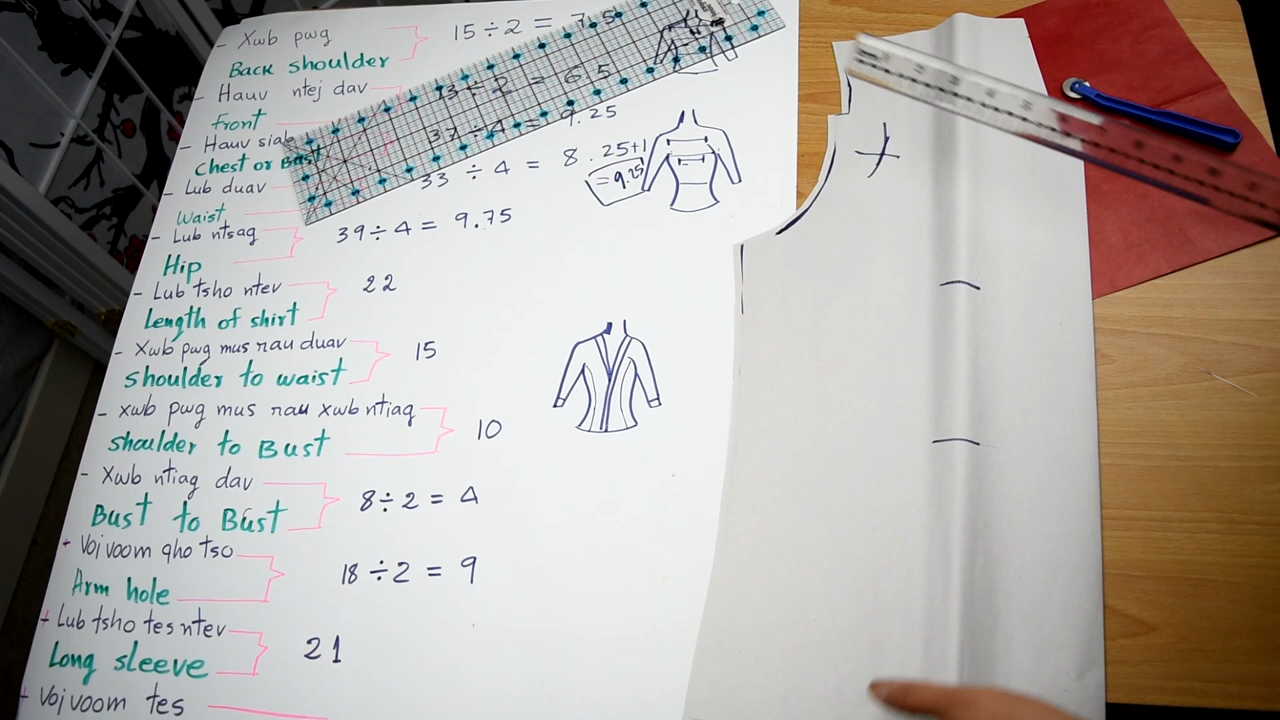 - Xwb pwg
15 ÷ 2 = 7.5
Back shoulder
- Hauv ntej dav
13 ÷ 2 = 6.5
front
- Hauv siab
37 ÷ 4 = 9.25
Chest or Bust
- Lub duav
33 ÷ 4 = 8.25+1
= 9.25
Waist
- Lub ntsag
39 ÷ 4 = 9.75
Hip
- Lub tsho ntev
22
Length of shirt
- Xwb pwg mus rau duav
15
shoulder to waist
- xwb pwg mus rau xwb ntiag
10
shoulder to Bust
- Xwb ntiag dav
8 ÷ 2 = 4
Bust to Bust
+ Voj voom qho tso
18 ÷ 2 = 9
Arm hole
+ Lub tsho tes ntev
21
Long sleeve
+ Voj voom tes